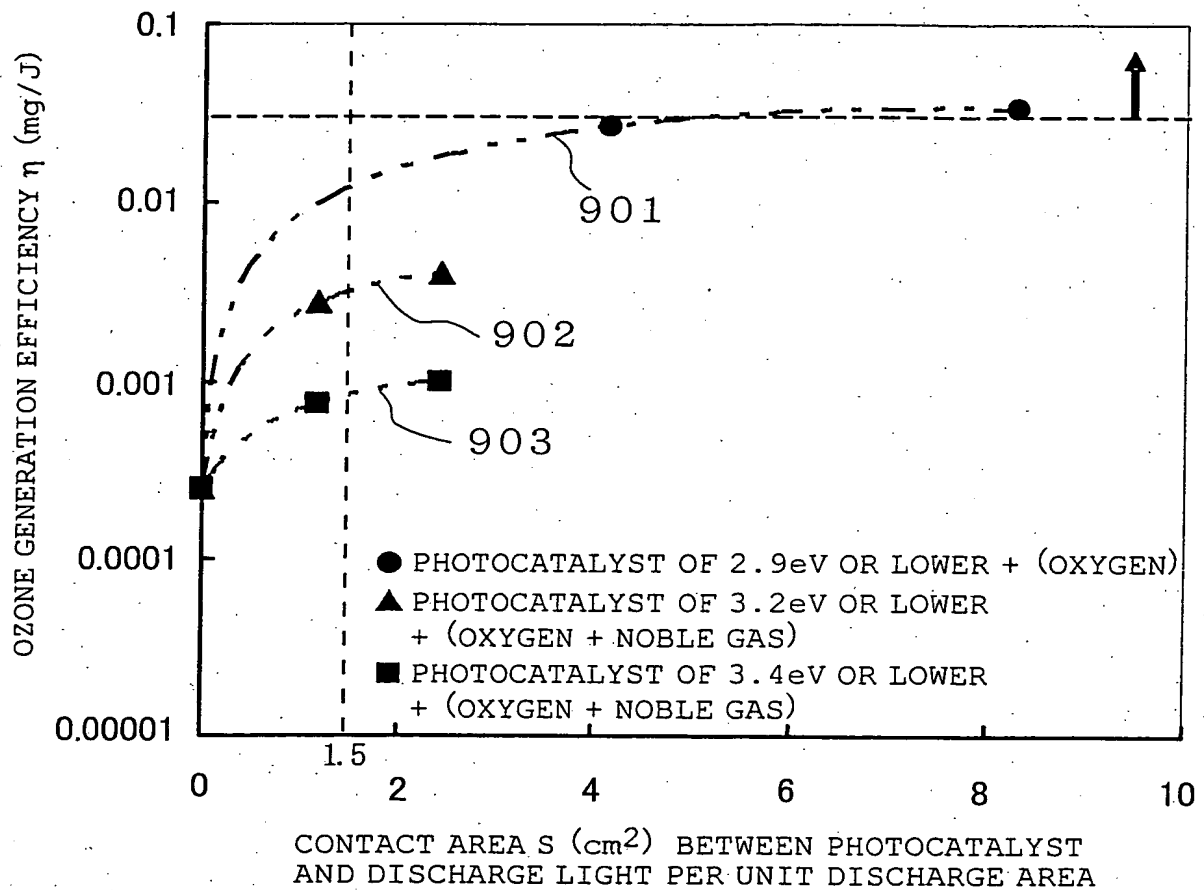 OZONE GENERATION EFFICIENCY η (mg/J)
0.1
0.01
0.001
0.0001
0.00001
901
902
903
● PHOTOCATALYST OF 2.9eV OR LOWER + (OXYGEN)
▲ PHOTOCATALYST OF 3.2eV OR LOWER
+ (OXYGEN + NOBLE GAS)
■ PHOTOCATALYST OF 3.4eV OR LOWER
+ (OXYGEN + NOBLE GAS)
1.5
0 2 4 6 8 10
CONTACT AREA S (cm²) BETWEEN PHOTOCATALYST
AND DISCHARGE LIGHT PER UNIT DISCHARGE AREA